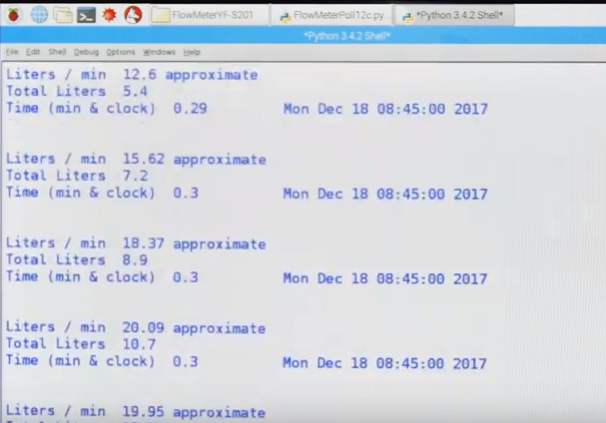 FlowMeterYF-S201
FlowMeterPoll12c.py...
*Python 3.4.2 Shell*
*Python 3.4.2 Shell*
File Edit Shell Debug Options Windows Help
Liters / min 12.6 approximate
Total Liters 5.4
Time (min & clock) 0.29 Mon Dec 18 08:45:00 2017
Liters / min 15.62 approximate
Total Liters 7.2
Time (min & clock) 0.3 Mon Dec 18 08:45:00 2017
Liters / min 18.37 approximate
Total Liters 8.9
Time (min & clock) 0.3 Mon Dec 18 08:45:00 2017
Liters / min 20.09 approximate
Total Liters 10.7
Time (min & clock) 0.3 Mon Dec 18 08:45:00 2017
Liters / min 19.95 approximate